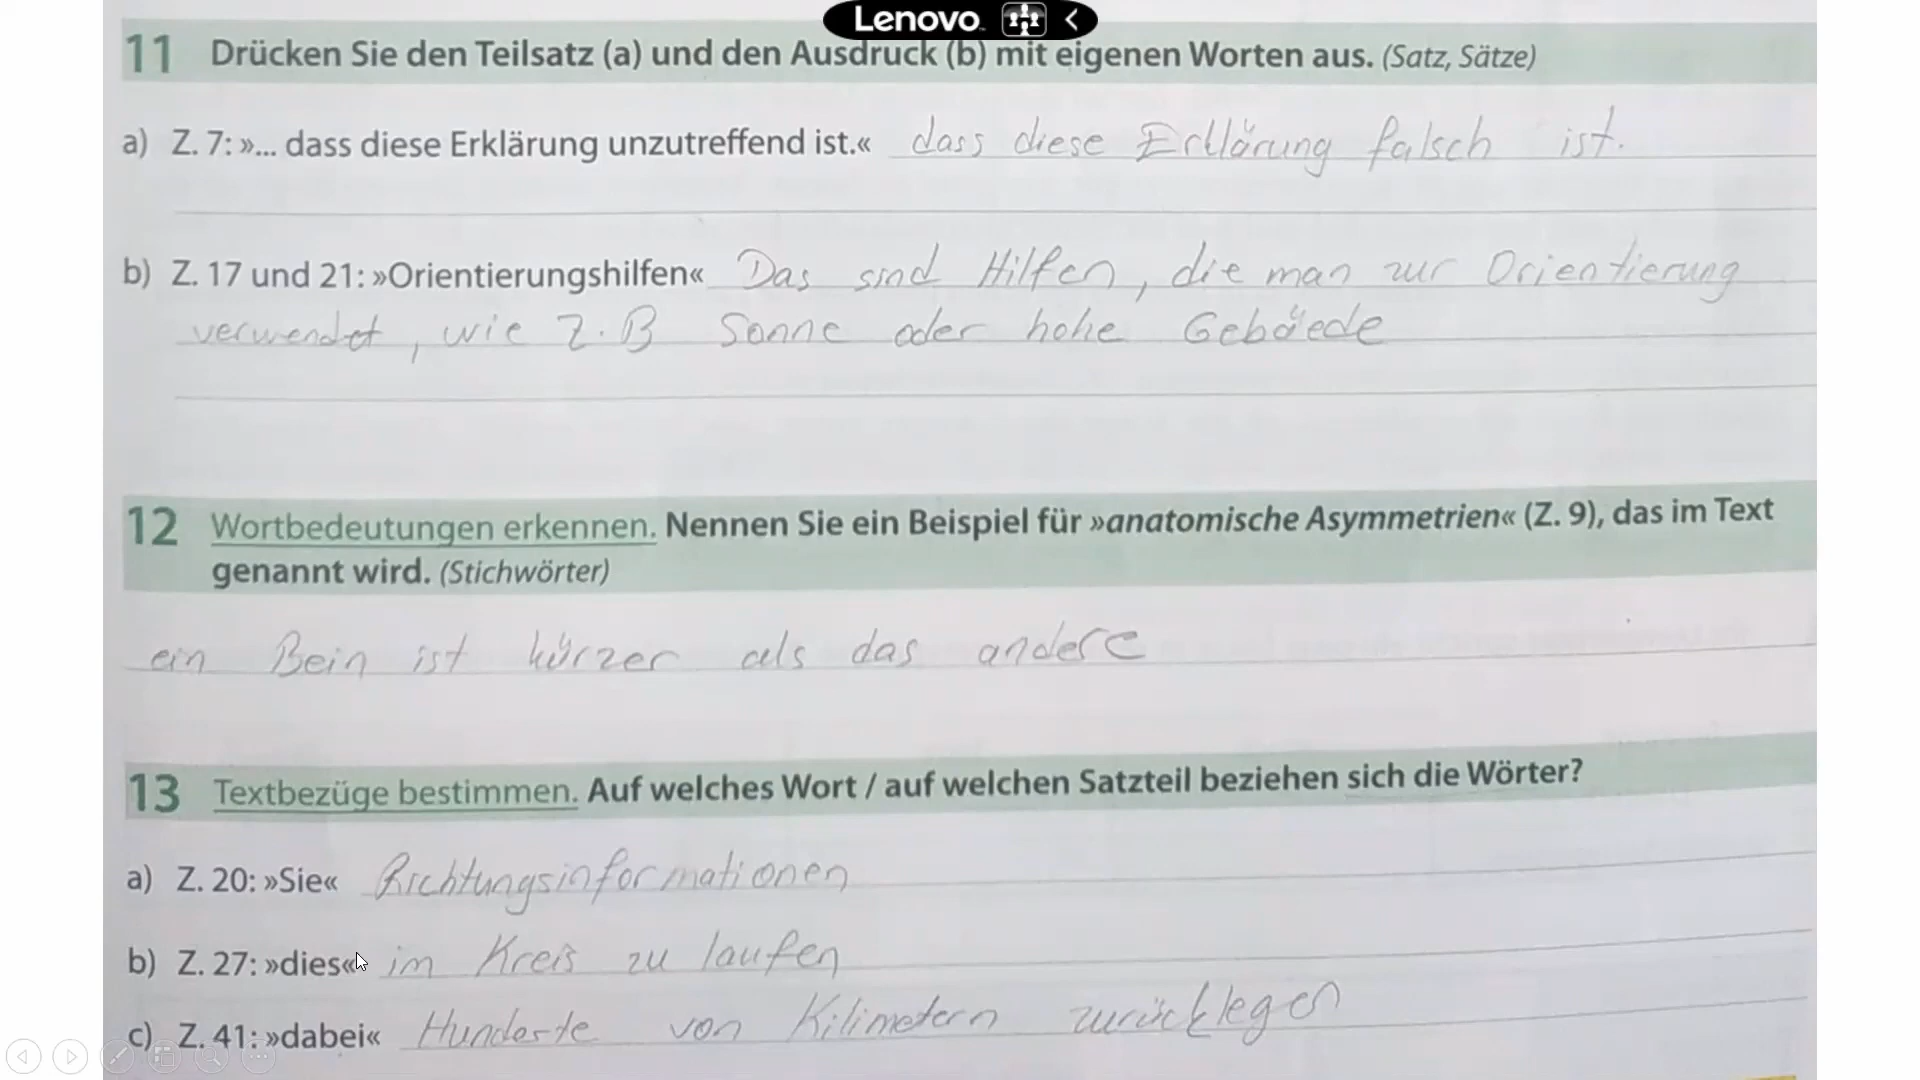 Lenovo
11 Drücken Sie den Teilsatz (a) und den Ausdruck (b) mit eigenen Worten aus. (Satz, Sätze)
a) Z. 7: »... dass diese Erklärung unzutreffend ist.« dass diese Erklärung falsch ist.
b) Z. 17 und 21: »Orientierungshilfen« Das sind Hilfen, die man zur Orientierung
verwendet, wie z.B Sonne oder hohe Gebäede
12 Wortbedeutungen erkennen. Nennen Sie ein Beispiel für »anatomische Asymmetrien« (Z. 9), das im Text
genannt wird. (Stichwörter)
ein Bein ist kürzer als das andere
13 Textbezüge bestimmen. Auf welches Wort / auf welchen Satzteil beziehen sich die Wörter?
a) Z. 20: »Sie« Richtungsinformationen
b) Z. 27: »dies« im Kreis zu laufen
c) Z. 41: »dabei« Hunderte von Kilimetern zurücklegen